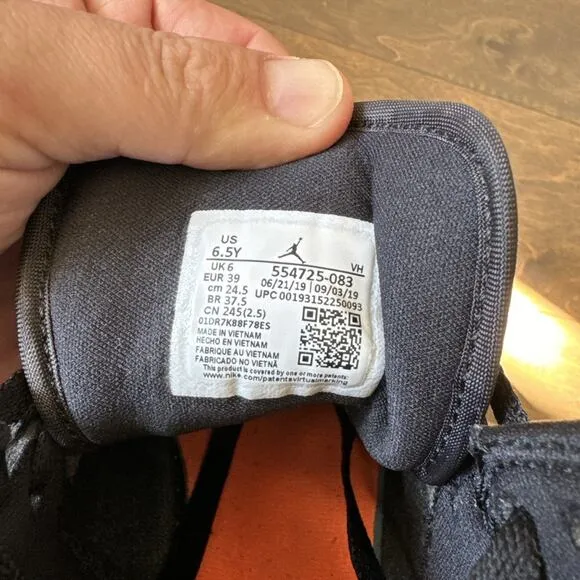 US
6.5Y
UK 6
EUR 39
cm 24.5
BR 37.5
CN 245(2.5)
VH
554725-083
06/21/19 | 09/03/19
UPC 00193152250093
01DR7K88F78ES
MADE IN VIETNAM
HECHO EN VIETNAM
FABRIQUE AU VIETNAM
FABRICADO NO VIETNÃ
This product is covered by one or more patents:
www.nike.com/patentsvirtualmarking